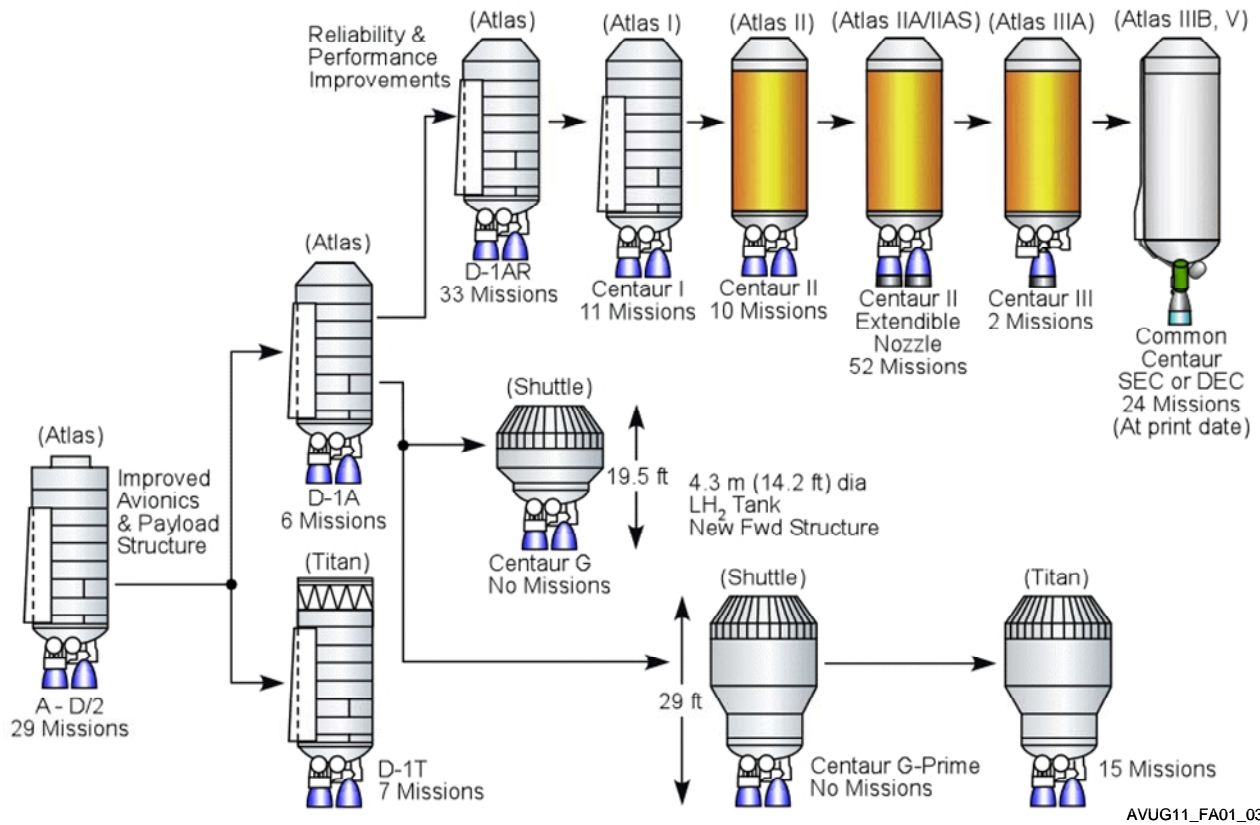 (Atlas)
(Atlas I)
(Atlas II)
(Atlas IIA/IIAS)
(Atlas IIIA)
(Atlas IIIB, V)
Reliability &
Performance
Improvements
D-1AR
33 Missions
Centaur I
11 Missions
Centaur II
10 Missions
Centaur II
Extendible
Nozzle
52 Missions
Centaur III
2 Missions
Common
Centaur
SEC or DEC
24 Missions
(At print date)
(Atlas)
D-1A
6 Missions
(Shuttle)
19.5 ft
4.3 m (14.2 ft) dia
LH2 Tank
New Fwd Structure
Centaur G
No Missions
(Atlas)
Improved
Avionics
& Payload
Structure
A - D/2
29 Missions
(Titan)
D-1T
7 Missions
(Shuttle)
29 ft
Centaur G-Prime
No Missions
(Titan)
15 Missions
AVUG11_FA01_03